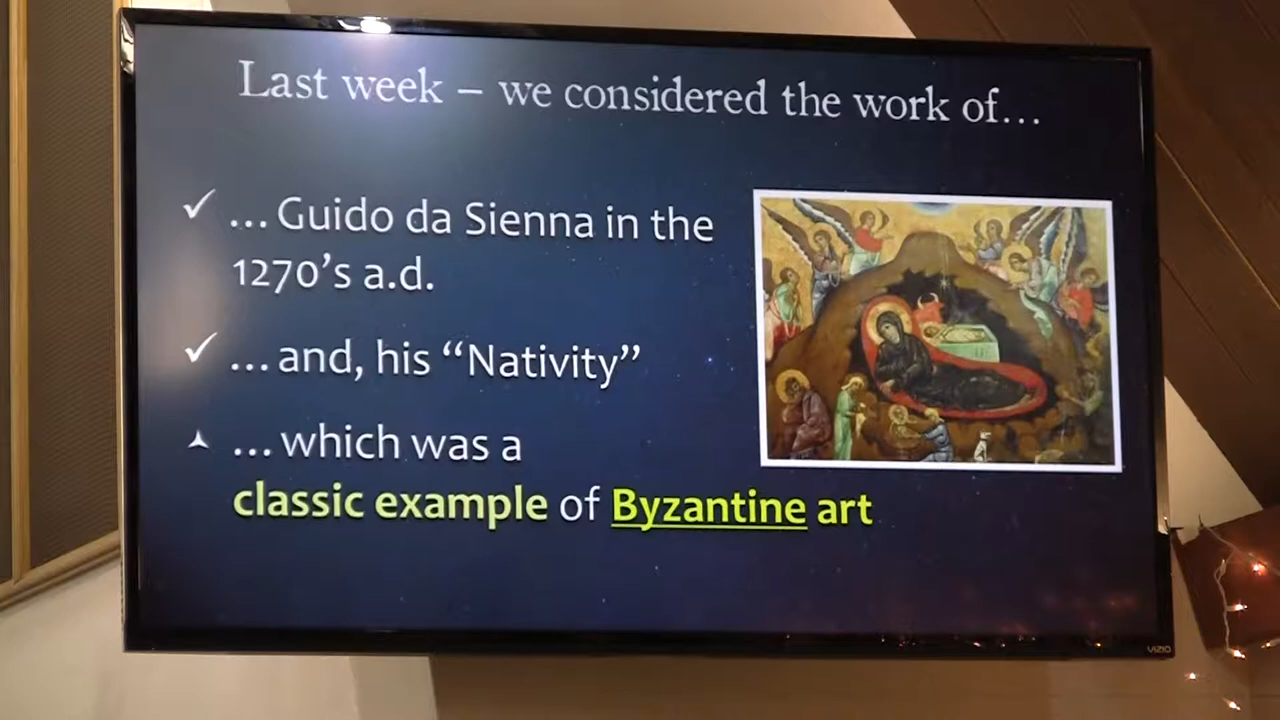 Last week – we considered the work of…
✓ … Guido da Sienna in the
1270’s a.d.
✓ … and, his “Nativity”
… which was a
classic example of Byzantine art
VIZIO